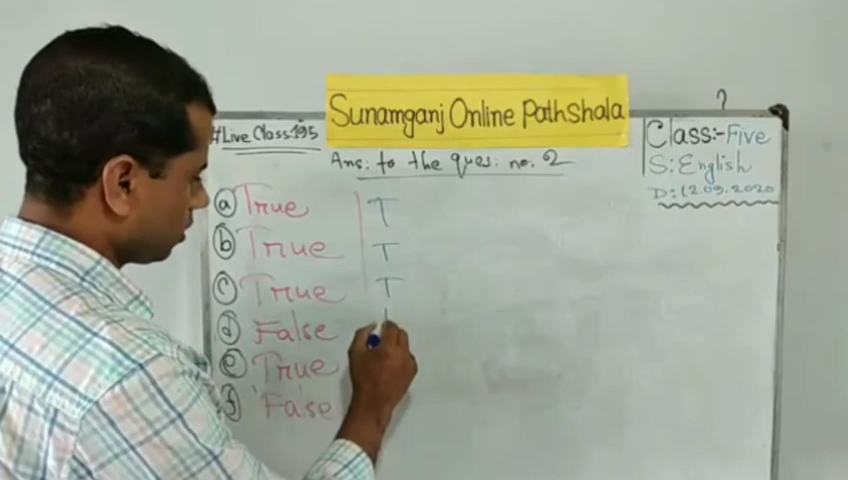 Sunamganj Online Pathshala
#Live Class:195
Ans: to the ques: no. 2
Class:- Five
S: English
D: 12.09.2020
?
a True T
b True T
c True T
d False
e True
f False